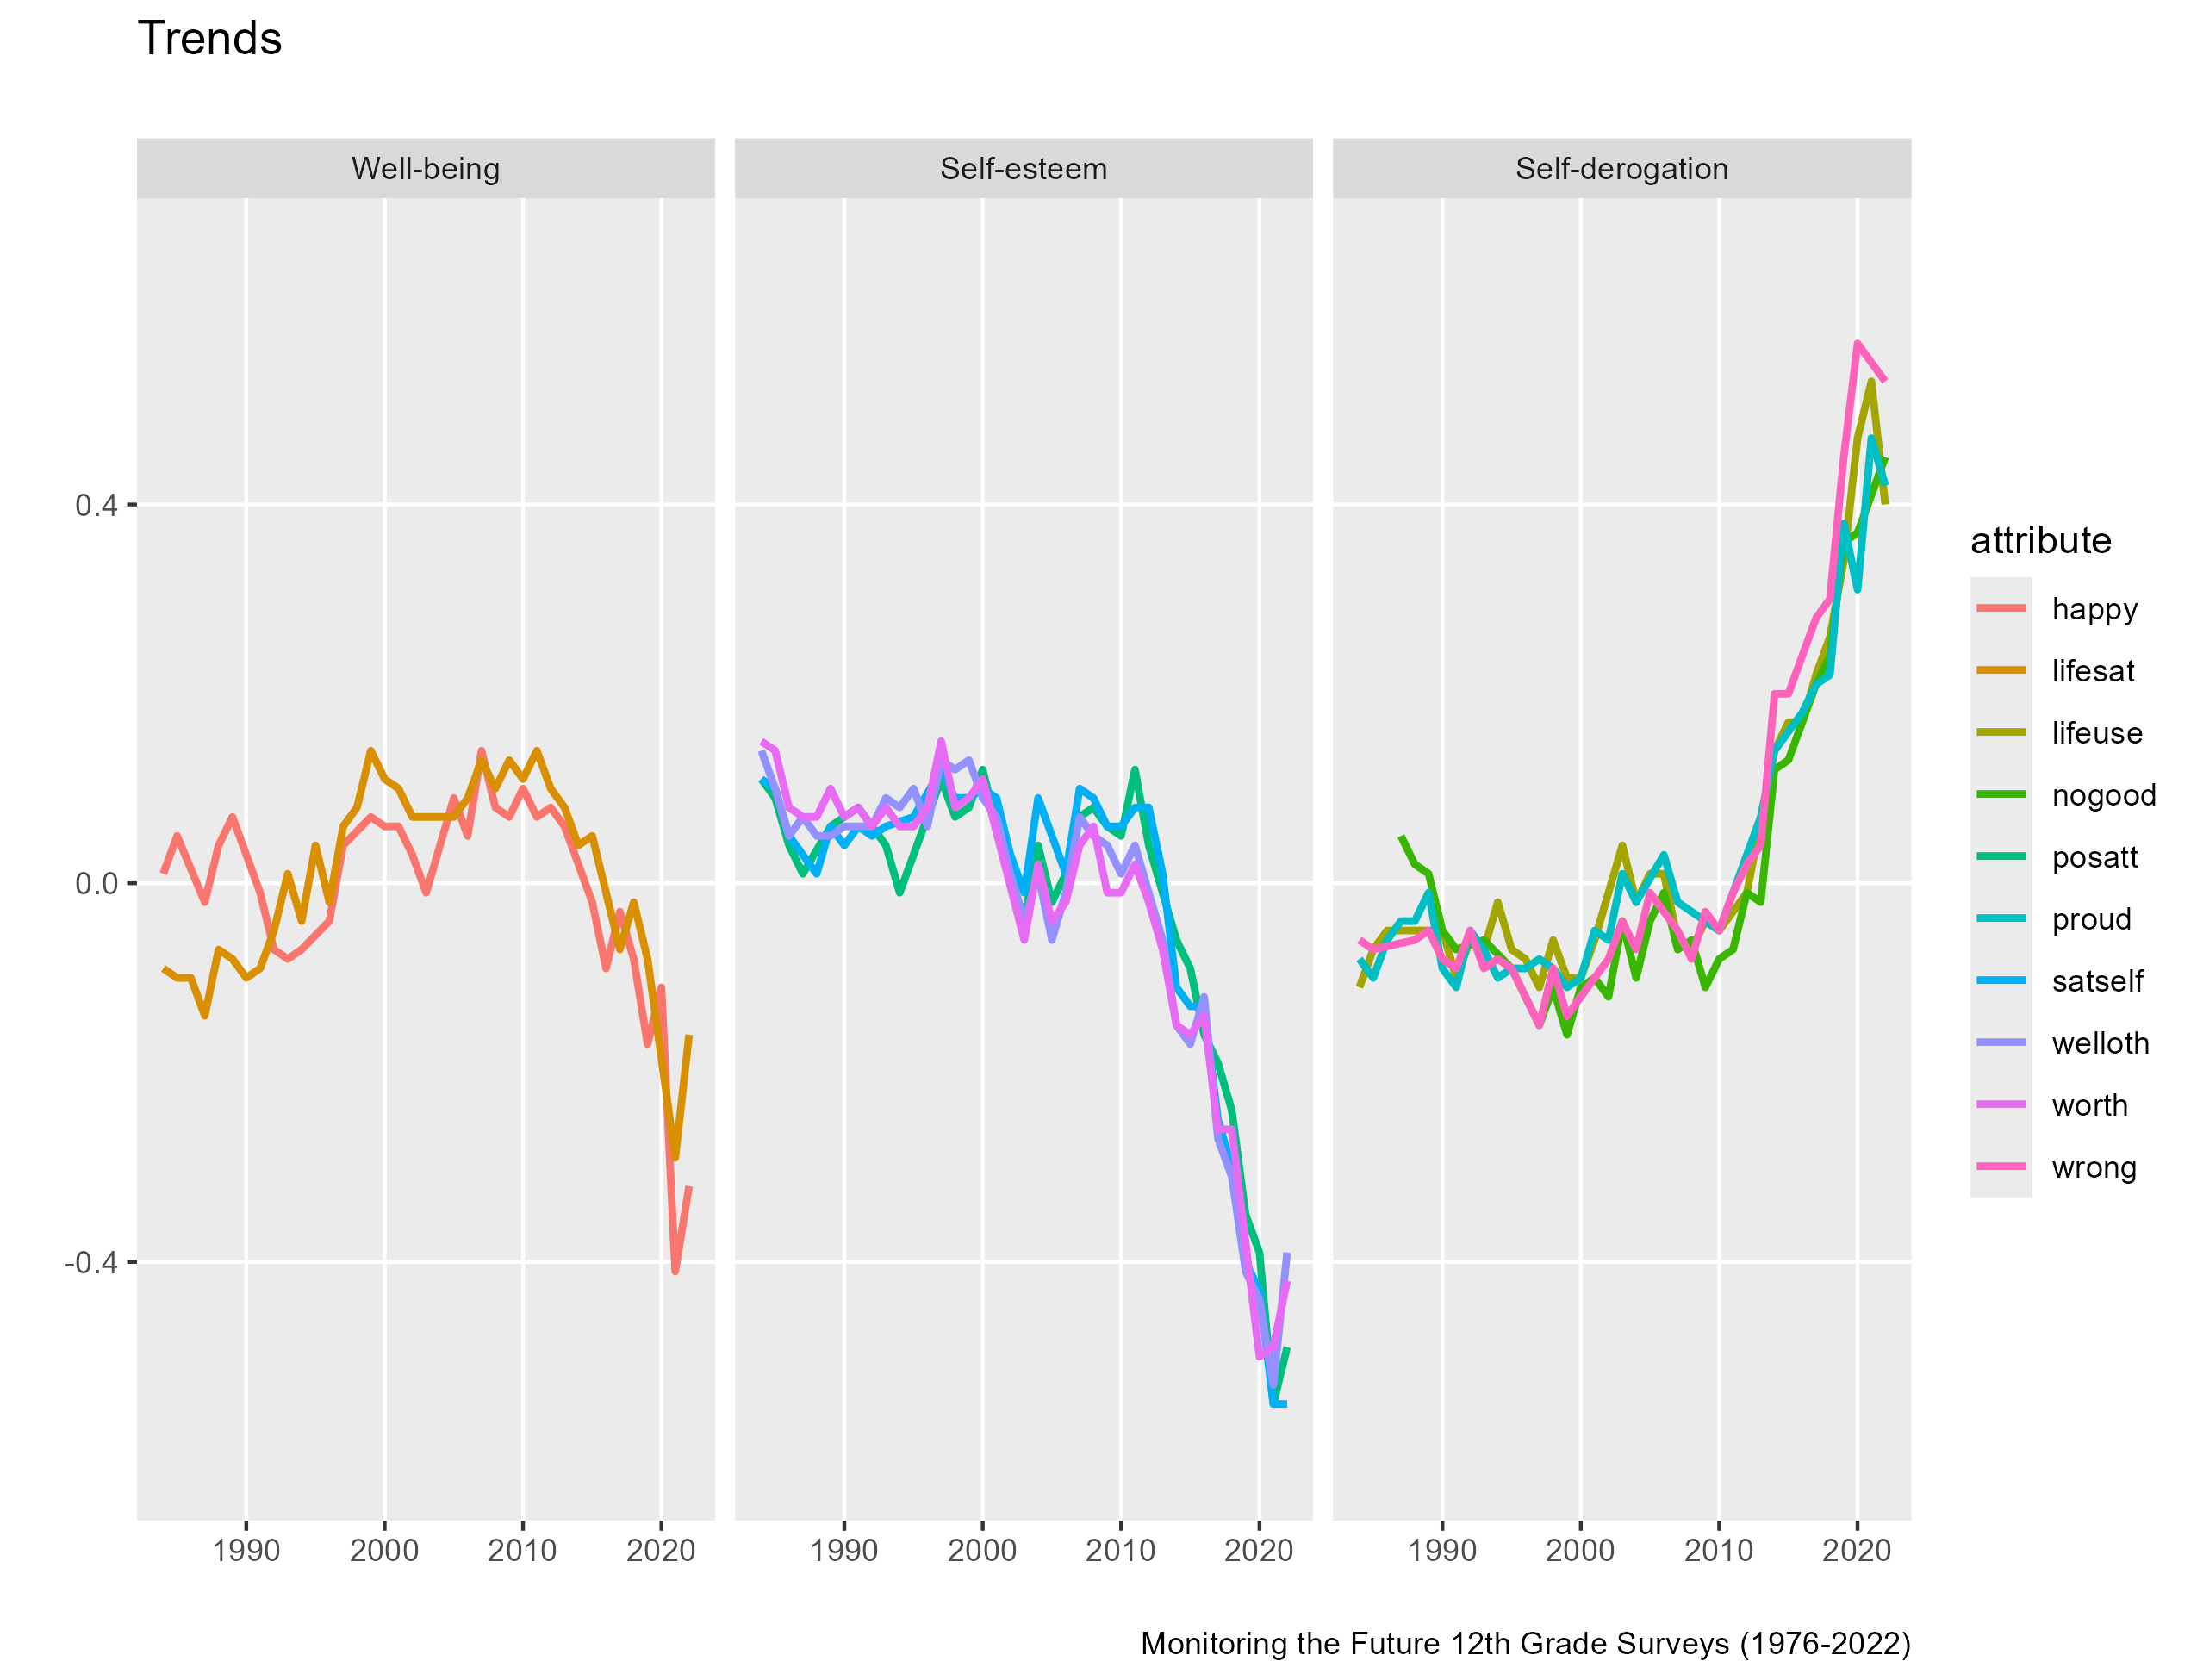 Trends
Well-being
Self-esteem
Self-derogation
0.4
0.0
-0.4
1990 2000 2010 2020
1990 2000 2010 2020
1990 2000 2010 2020
attribute
happy
lifesat
lifeuse
nogood
posatt
proud
satself
welloth
worth
wrong
Monitoring the Future 12th Grade Surveys (1976-2022)